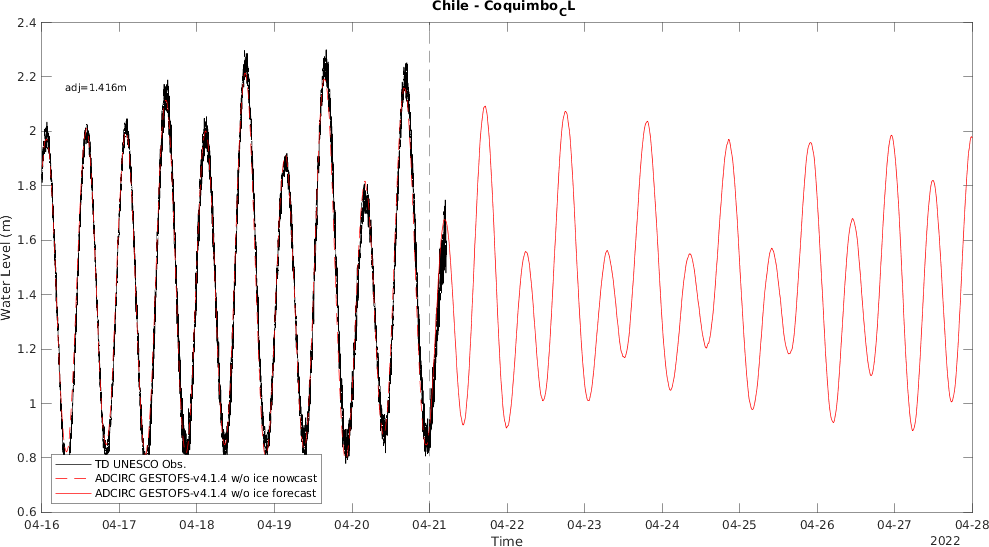 Chile - CoquimboCL
2.4
2.2
2
1.8
1.6
1.4
1.2
1
0.8
0.6
Water Level (m)
adj=1.416m
TD UNESCO Obs.
ADCIRC GESTOFS-v4.1.4 w/o ice nowcast
ADCIRC GESTOFS-v4.1.4 w/o ice forecast
04-16 04-17 04-18 04-19 04-20 04-21 04-22 04-23 04-24 04-25 04-26 04-27 04-28
Time
2022